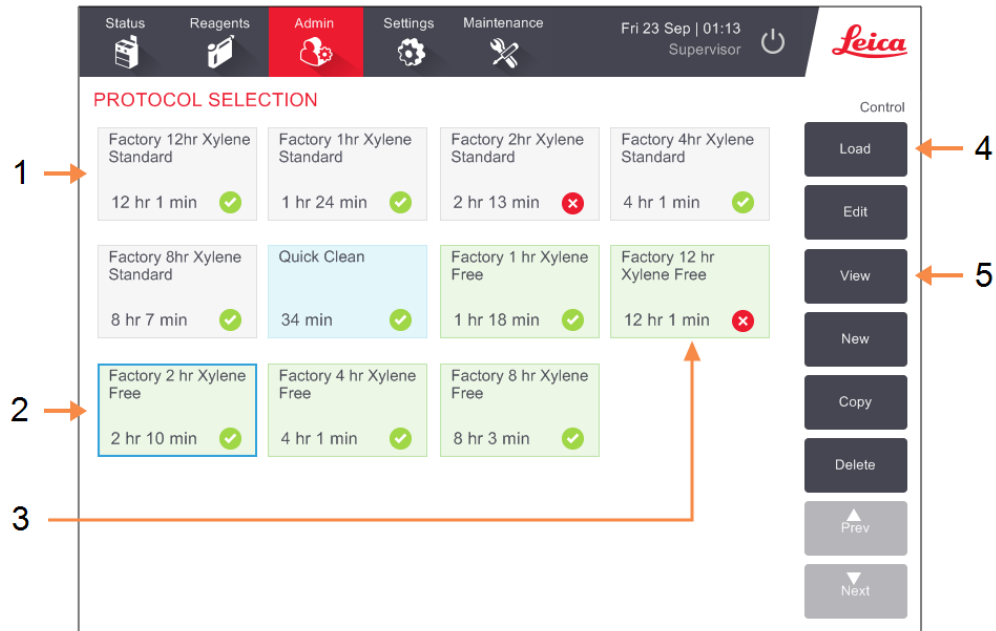 Status Reagents Admin Settings Maintenance
Fri 23 Sep | 01:13
Supervisor
Leica
PROTOCOL SELECTION
Control
Factory 12hr Xylene
Standard
12 hr 1 min
Factory 1hr Xylene
Standard
1 hr 24 min
Factory 2hr Xylene
Standard
2 hr 13 min
Factory 4hr Xylene
Standard
4 hr 1 min
Factory 8hr Xylene
Standard
8 hr 7 min
Quick Clean
34 min
Factory 1 hr Xylene
Free
1 hr 18 min
Factory 12 hr
Xylene Free
12 hr 1 min
Factory 2 hr Xylene
Free
2 hr 10 min
Factory 4 hr Xylene
Free
4 hr 1 min
Factory 8 hr Xylene
Free
8 hr 3 min
Load
Edit
View
New
Copy
Delete
Prev
Next
1
2
3
4
5